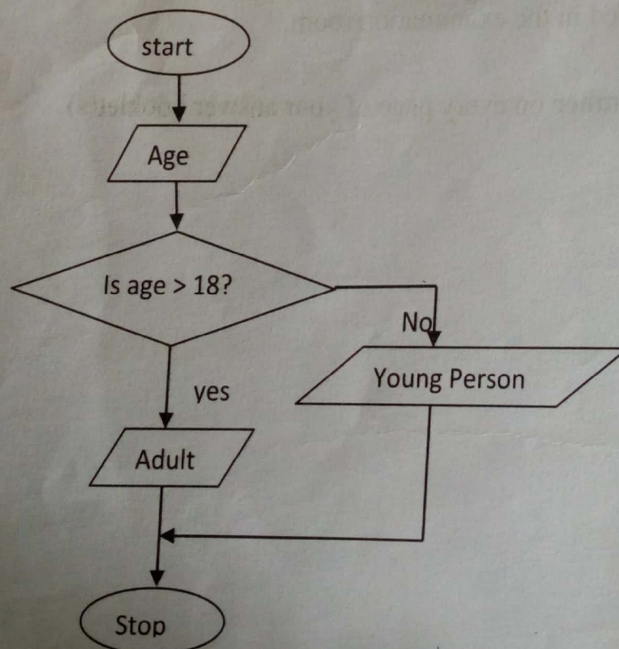 start
Age
Is age > 18?
No
yes
Young Person
Adult
Stop